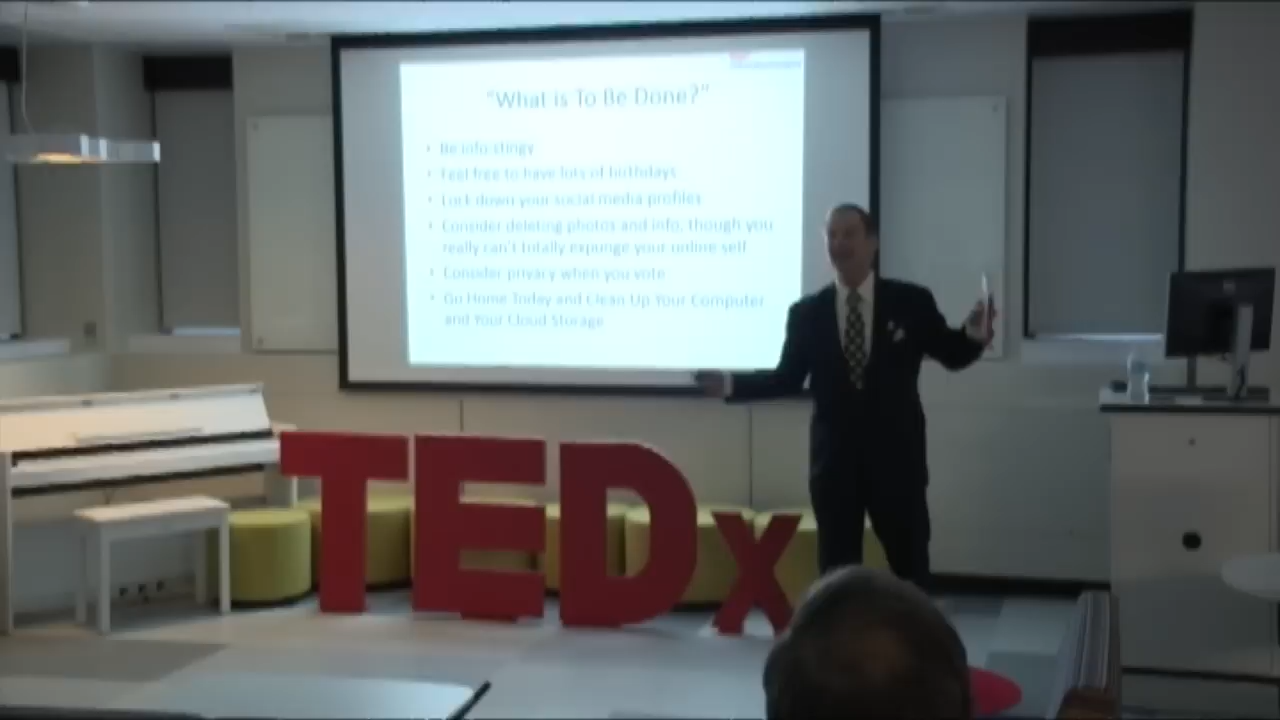 "What is To Be Done?"
• Be info-stingy
• Feel free to have lots of birthdays
• Lock down your social media profiles
• Consider deleting photos and info, though you
really can't totally expunge your online self
• Consider privacy when you vote
• Go Home Today and Clean Up Your Computer
and Your Cloud Storage
TEDx